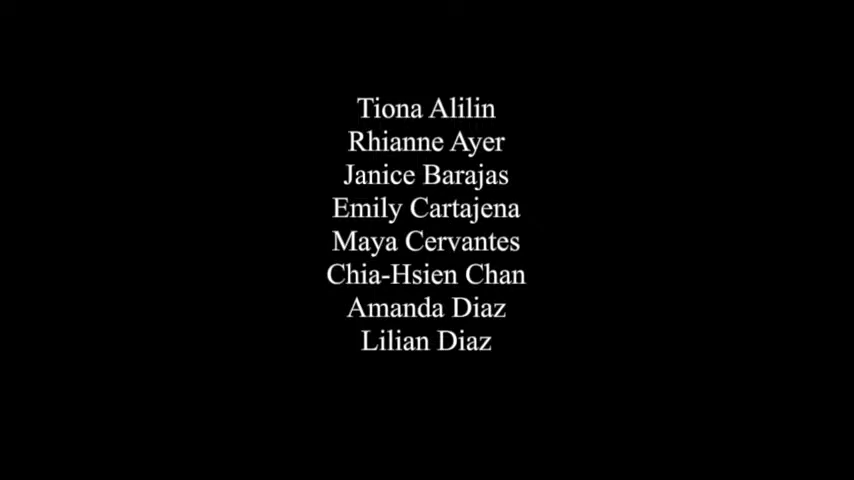 Tiona Alilin
Rhianne Ayer
Janice Barajas
Emily Cartajena
Maya Cervantes
Chia-Hsien Chan
Amanda Diaz
Lilian Diaz